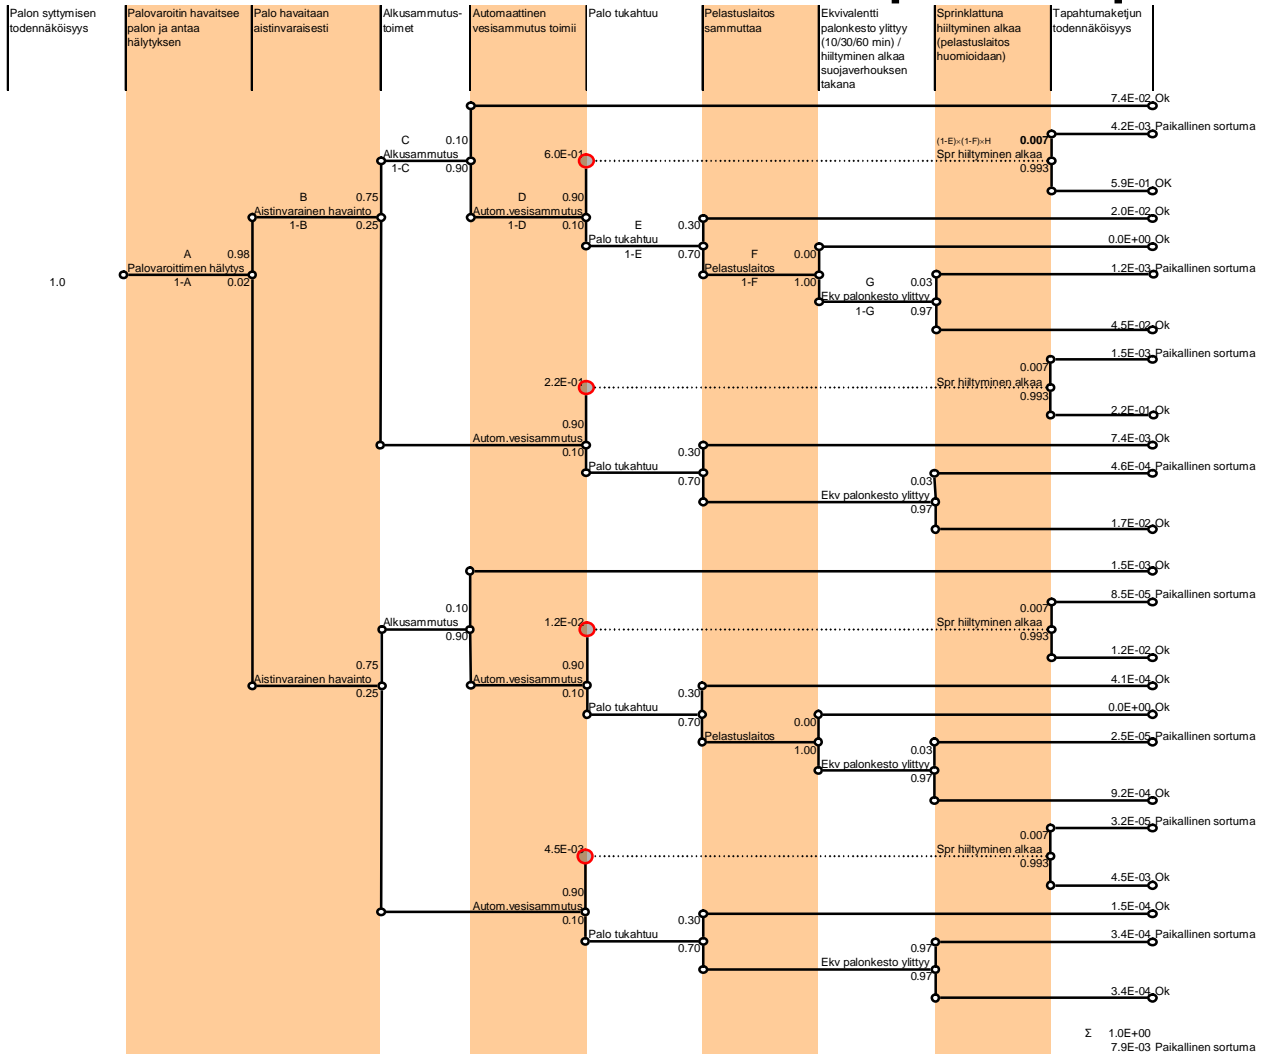 Palon syttymisen
todennäköisyys
Palovaroitin havaitsee
palon ja antaa
hälytyksen
Palo havaitaan
aistinvaraisesti
Alkusammutus-
toimet
Automaattinen
vesisammutus toimii
Palo tukahtuu
Pelastuslaitos
sammuttaa
Ekvivalentti
palonkesto ylittyy
(10/30/60 min) /
hiiltyminen alkaa
suojaverhouksen
takana
Sprinklattuna
hiiltyminen alkaa
(pelastuslaitos
huomioidaan)
Tapahtumaketjun
todennäköisyys
7.4E-02 Ok
4.2E-03 Paikallinen sortuma
C 0.10
(1-E)×(1-F)×H 0.007
Alkusammutus
6.0E-01
Spr hiiltyminen alkaa
1-C 0.90
0.993
5.9E-01 OK
B 0.75
D 0.90
Aistinvarainen havainto
Autom.vesisammutus
2.0E-02 Ok
1-B 0.25
1-D 0.10
E 0.30
Palo tukahtuu
0.0E+00 Ok
1-E 0.70
F 0.00
A 0.98
Palovaroittimen hälytys
Pelastuslaitos
1.2E-03 Paikallinen sortuma
1.0
1-A 0.02
1-F 1.00
G 0.03
Ekv palonkesto ylittyy
1-G 0.97
4.5E-02 Ok
1.5E-03 Paikallinen sortuma
0.007
2.2E-01
Spr hiiltyminen alkaa
0.993
2.2E-01 Ok
0.90
Autom.vesisammutus
7.4E-03 Ok
0.10
0.30
Palo tukahtuu
4.6E-04 Paikallinen sortuma
0.70
0.03
Ekv palonkesto ylittyy
0.97
1.7E-02 Ok
1.5E-03 Ok
8.5E-05 Paikallinen sortuma
0.10
0.007
Alkusammutus
1.2E-02
Spr hiiltyminen alkaa
0.90
0.993
1.2E-02 Ok
0.75
0.90
Aistinvarainen havainto
Autom.vesisammutus
4.1E-04 Ok
0.25
0.10
0.30
Palo tukahtuu
0.0E+00 Ok
0.70
0.00
Pelastuslaitos
2.5E-05 Paikallinen sortuma
1.00
0.03
Ekv palonkesto ylittyy
0.97
9.2E-04 Ok
3.2E-05 Paikallinen sortuma
0.007
4.5E-03
Spr hiiltyminen alkaa
0.993
4.5E-03 Ok
0.90
Autom.vesisammutus
1.5E-04 Ok
0.10
0.30
Palo tukahtuu
3.4E-04 Paikallinen sortuma
0.70
0.97
Ekv palonkesto ylittyy
0.97
3.4E-04 Ok
Σ 1.0E+00
7.9E-03 Paikallinen sortuma